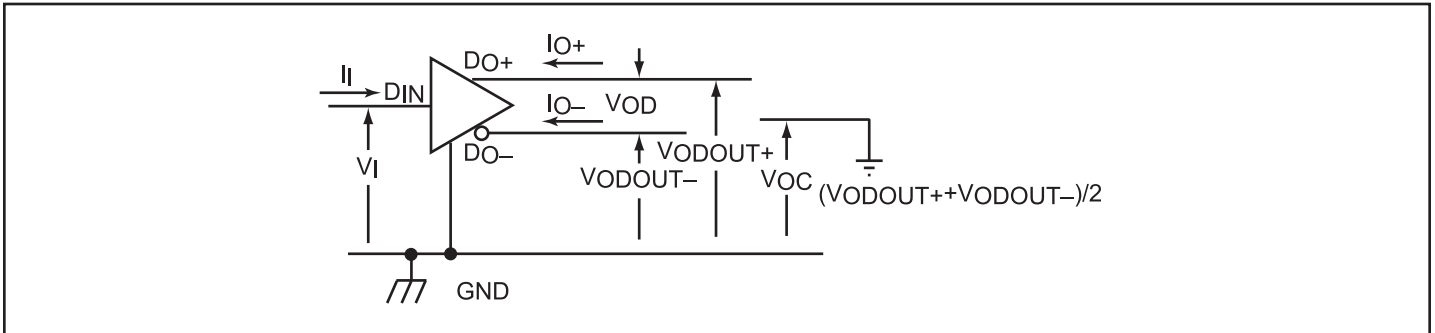 IO+
DO+
II
DIN
IO–
VOD
DO–
VI
VODOUT+
VODOUT–
VOC
(VODOUT++VODOUT–)/2
GND